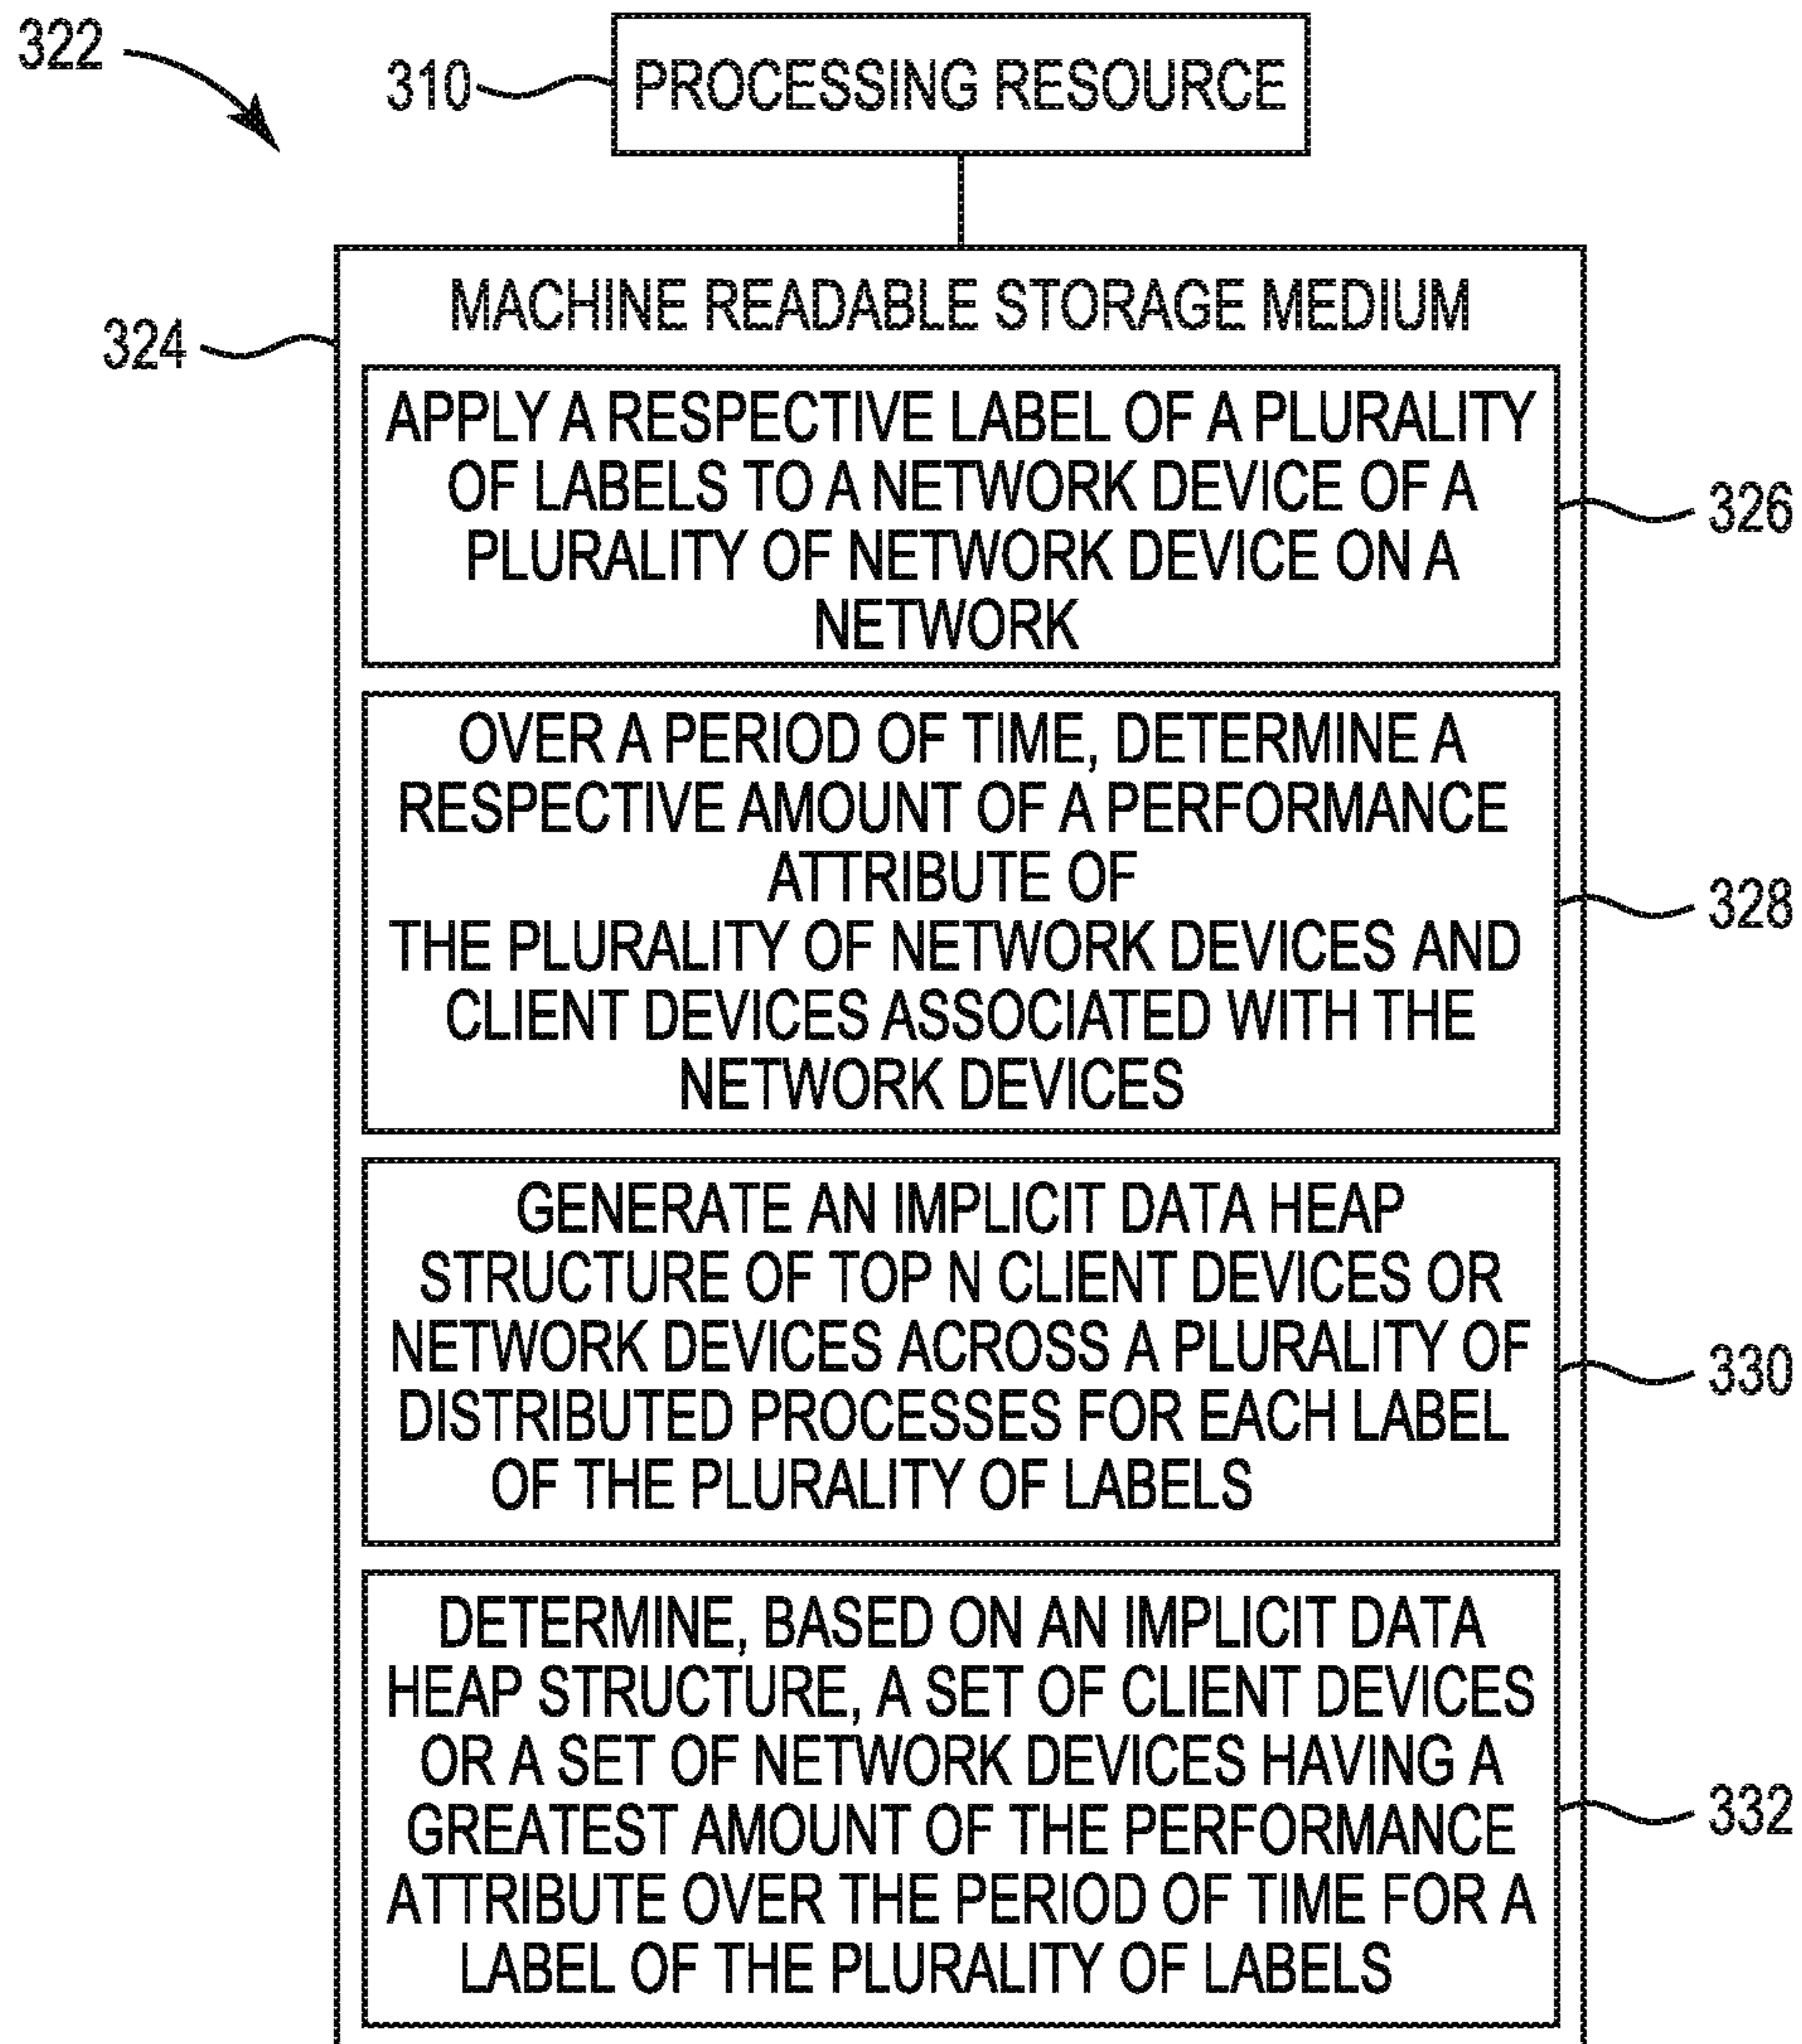 322
310
PROCESSING RESOURCE
MACHINE READABLE STORAGE MEDIUM
324
APPLY A RESPECTIVE LABEL OF A PLURALITY
OF LABELS TO A NETWORK DEVICE OF A
PLURALITY OF NETWORK DEVICE ON A
NETWORK
326
OVER A PERIOD OF TIME, DETERMINE A
RESPECTIVE AMOUNT OF A PERFORMANCE
ATTRIBUTE OF
THE PLURALITY OF NETWORK DEVICES AND
CLIENT DEVICES ASSOCIATED WITH THE
NETWORK DEVICES
328
GENERATE AN IMPLICIT DATA HEAP
STRUCTURE OF TOP N CLIENT DEVICES OR
NETWORK DEVICES ACROSS A PLURALITY OF
DISTRIBUTED PROCESSES FOR EACH LABEL
OF THE PLURALITY OF LABELS
330
DETERMINE, BASED ON AN IMPLICIT DATA
HEAP STRUCTURE, A SET OF CLIENT DEVICES
OR A SET OF NETWORK DEVICES HAVING A
GREATEST AMOUNT OF THE PERFORMANCE
ATTRIBUTE OVER THE PERIOD OF TIME FOR A
LABEL OF THE PLURALITY OF LABELS
332